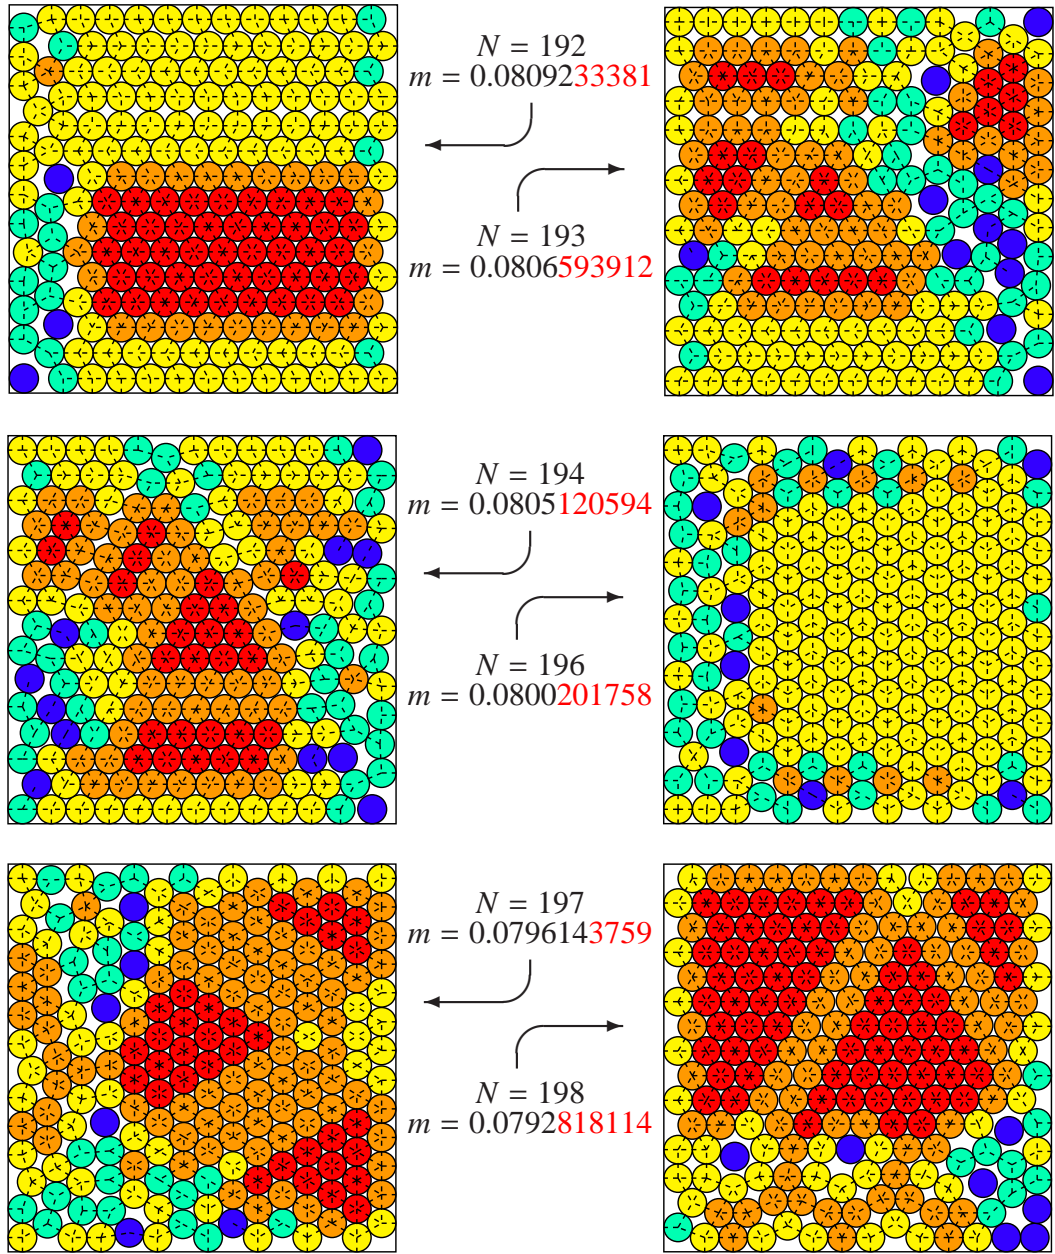 N = 192
m = 0.0809233381
N = 193
m = 0.0806593912
N = 194
m = 0.0805120594
N = 196
m = 0.0800201758
N = 197
m = 0.0796143759
N = 198
m = 0.0792818114